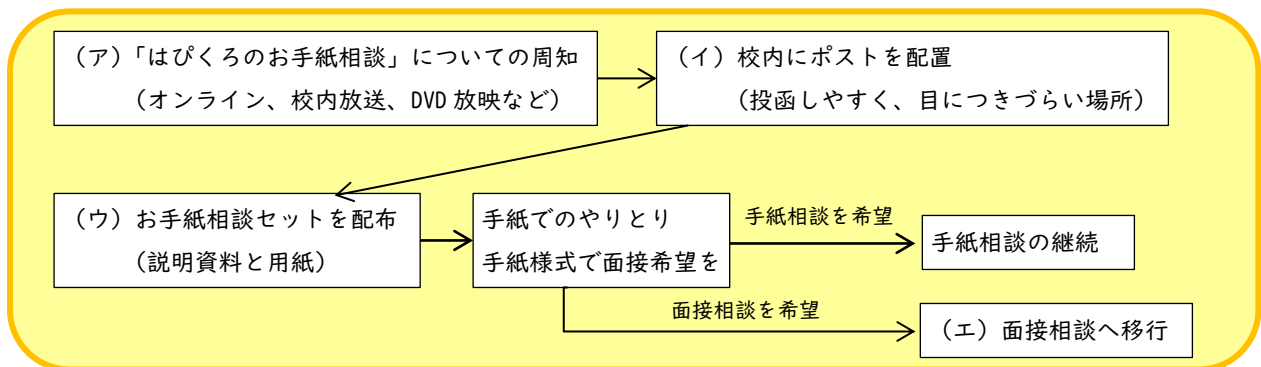 （ア）「はぴくろのお手紙相談」についての周知
（オンライン、校内放送、DVD 放映など）
（イ）校内にポストを配置
（投函しやすく、目につきづらい場所）
（ウ）お手紙相談セットを配布
（説明資料と用紙）
手紙でのやりとり
手紙様式で面接希望を
手紙相談を希望
手紙相談の継続
面接相談を希望
（エ）面接相談へ移行